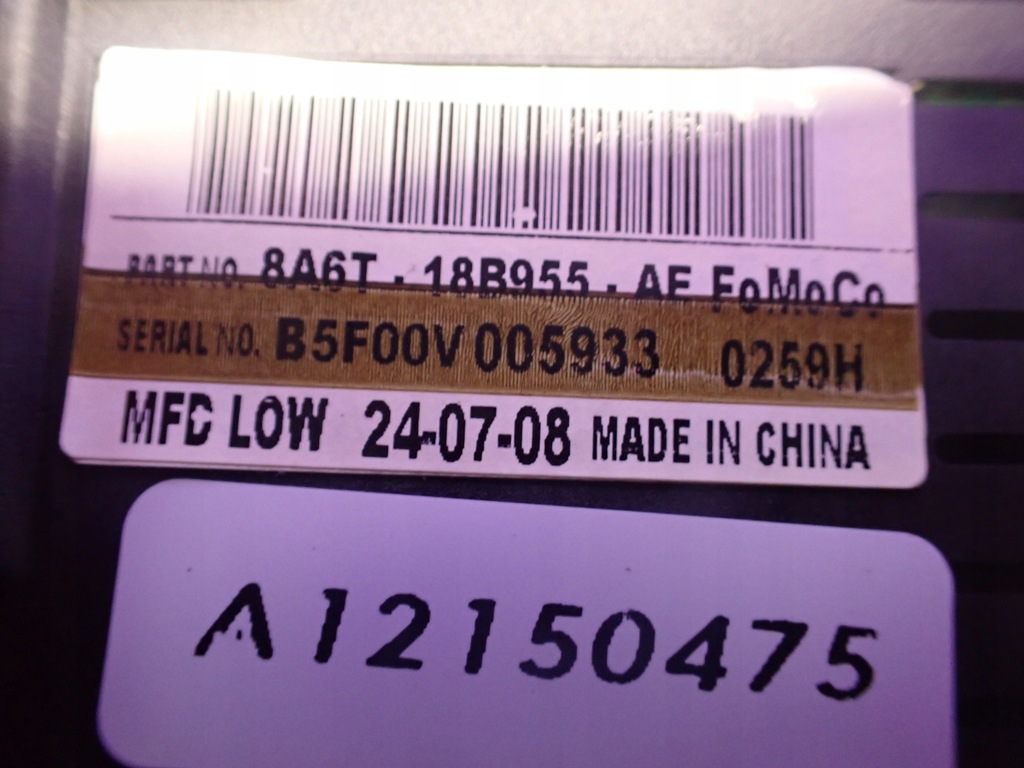 PART NO. 8A6T - 18B955 - AE FoMoCo
SERIAL NO. B5F00V 005933 0259H
MFD LOW 24-07-08 MADE IN CHINA
A12150475